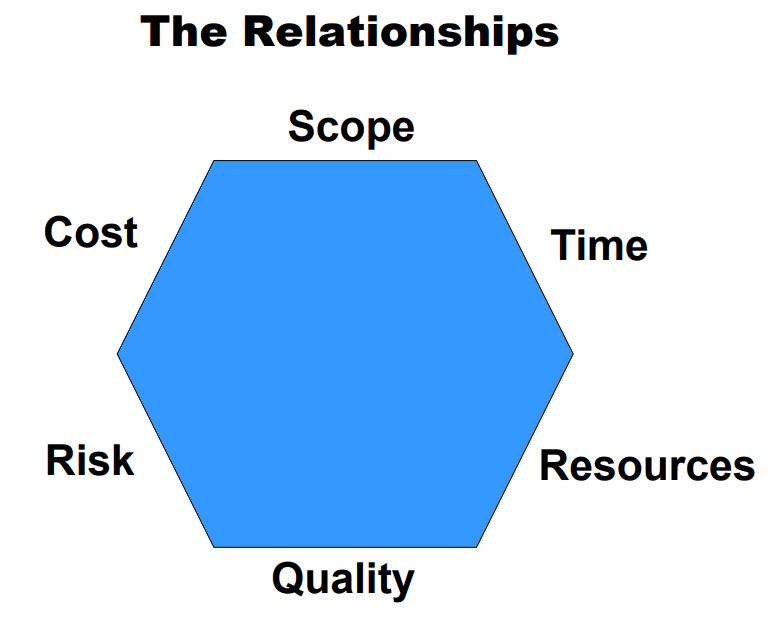 The Relationships
Scope
Cost
Time
Risk
Resources
Quality